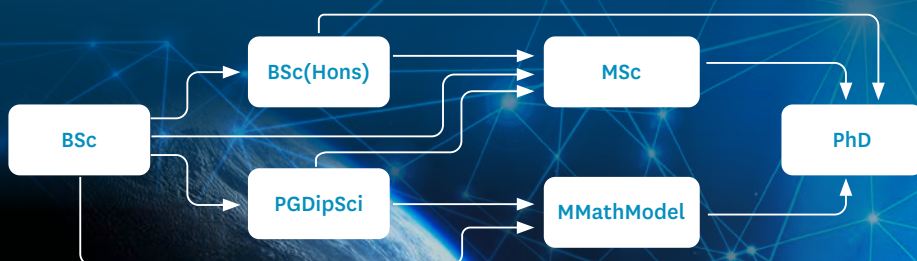 BSc(Hons)
MSc
BSc
PhD
PGDipSci
MMathModel